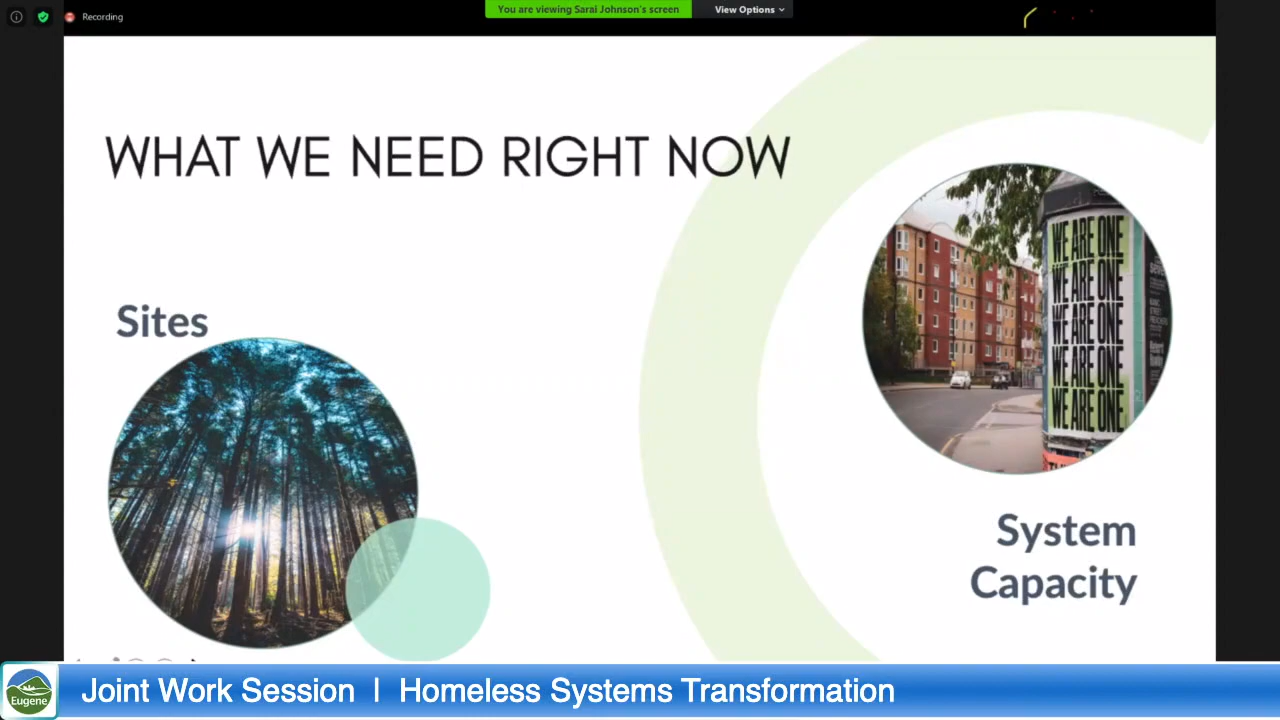 Recording
You are viewing Sarai Johnson's screen
View Options
WHAT WE NEED RIGHT NOW
Sites
WE ARE ONE
WE ARE ONE
WE ARE ONE
WE ARE ONE
WE ARE ONE
System
Capacity
Eugene
Joint Work Session | Homeless Systems Transformation